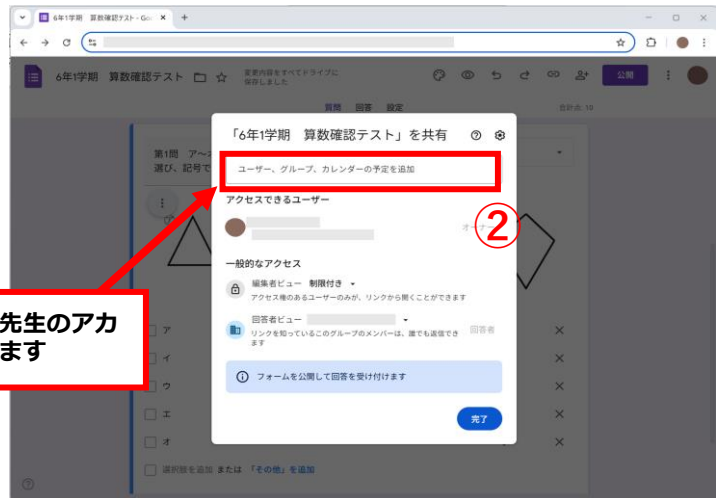 6年1学期 算数確認テスト - Goo
6年1学期 算数確認テスト
変更内容をすべてドライブに
保存しました
公開
質問 回答 設定
合計点: 10
「6年1学期 算数確認テスト」を共有
第1問 ア～
選び、記号で
ユーザー、グループ、カレンダーの予定を追加
アクセスできるユーザー
オーナー
②
一般的なアクセス
編集者ビュー 制限付き
アクセス権のあるユーザーのみが、リンクから開くことができます
回答者ビュー
リンクを知っているこのグループのメンバーは、誰でも返信でき
ます
回答者
先生のアカ
ます
フォームを公開して回答を受け付けます
完了
ア
イ
ウ
エ
オ
選択肢を追加 または 「その他」を追加